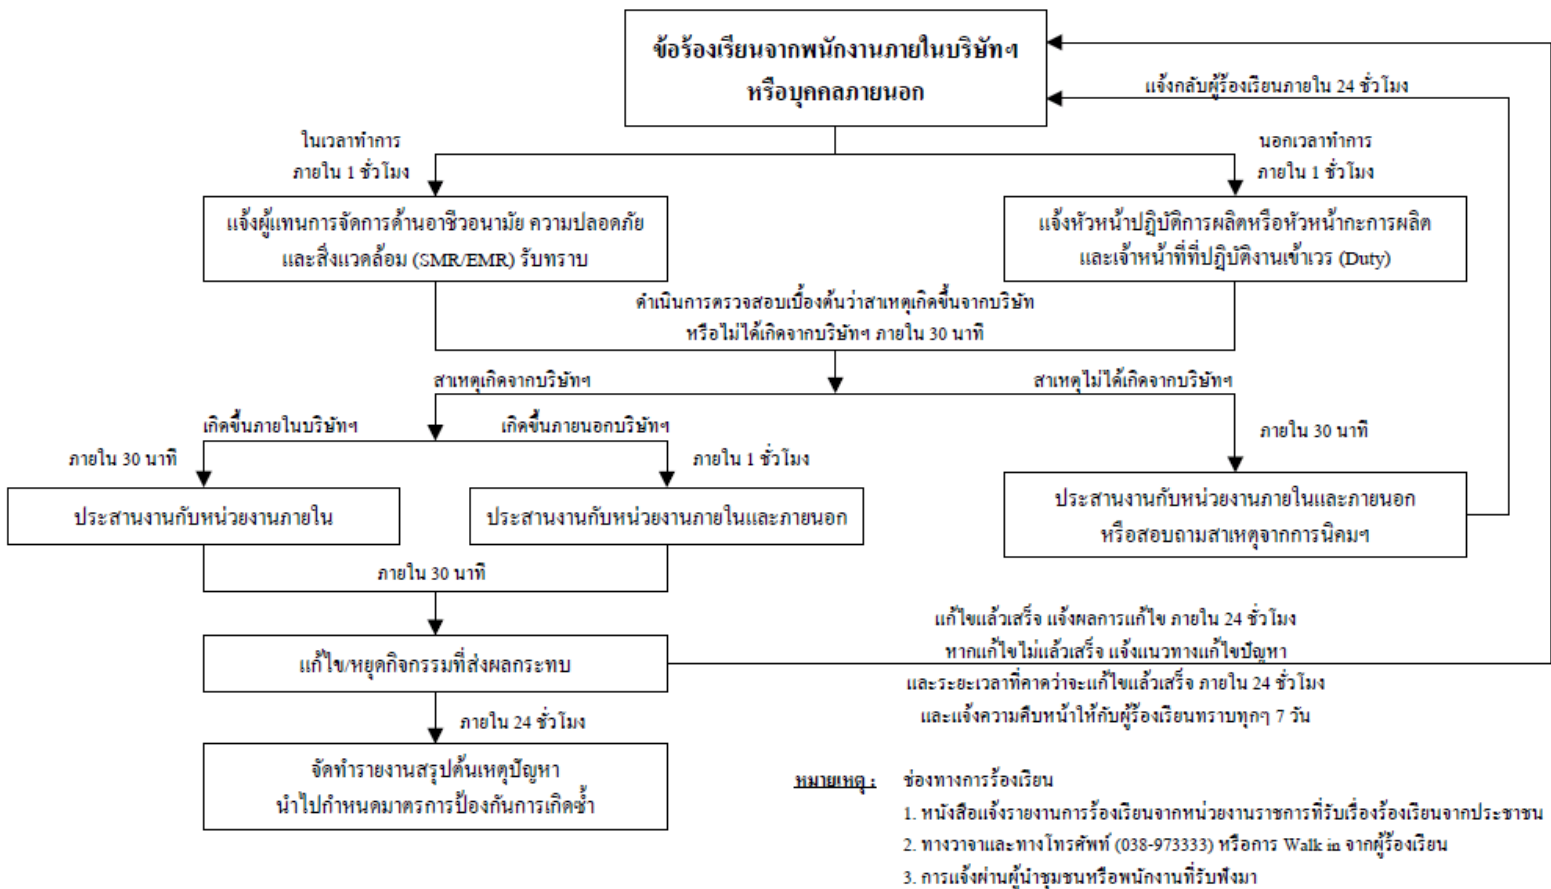 ข้อร้องเรียนจากพนักงานภายในบริษัทฯ
หรือบุคคลภายนอก
แจ้งกลับผู้ร้องเรียนภายใน 24 ชั่วโมง
ในเวลาทำการ
ภายใน 1 ชั่วโมง
นอกเวลาทำการ
ภายใน 1 ชั่วโมง
แจ้งผู้แทนการจัดการด้านอาชีวอนามัย ความปลอดภัย
และสิ่งแวดล้อม (SMR/EMR) รับทราบ
แจ้งหัวหน้าปฏิบัติการผลิตหรือหัวหน้ากะการผลิต
และเจ้าหน้าที่ที่ปฏิบัติงานเข้าเวร (Duty)
ดำเนินการตรวจสอบเบื้องต้นว่าสาเหตุเกิดขึ้นจากบริษัท
หรือไม่ได้เกิดจากบริษัทฯ ภายใน 30 นาที
สาเหตุเกิดจากบริษัทฯ
สาเหตุไม่ได้เกิดจากบริษัทฯ
เกิดขึ้นภายในบริษัทฯ
เกิดขึ้นภายนอกบริษัทฯ
ภายใน 30 นาที
ภายใน 1 ชั่วโมง
ภายใน 30 นาที
ประสานงานกับหน่วยงานภายใน
ประสานงานกับหน่วยงานภายในและภายนอก
ประสานงานกับหน่วยงานภายในและภายนอก
หรือสอบถามสาเหตุจากการนิคมฯ
ภายใน 30 นาที
แก้ไข/หยุดกิจกรรมที่ส่งผลกระทบ
แก้ไขแล้วเสร็จ แจ้งผลการแก้ไข ภายใน 24 ชั่วโมง
หากแก้ไขไม่แล้วเสร็จ แจ้งแนวทางแก้ไขปัญหา
และระยะเวลาที่คาดว่าจะแก้ไขแล้วเสร็จ ภายใน 24 ชั่วโมง
และแจ้งความคืบหน้าให้กับผู้ร้องเรียนทราบทุกๆ 7 วัน
ภายใน 24 ชั่วโมง
จัดทำรายงานสรุปต้นเหตุปัญหา
นำไปกำหนดมาตรการป้องกันการเกิดซ้ำ
หมายเหตุ : ช่องทางการร้องเรียน
1. หนังสือแจ้งรายงานการร้องเรียนจากหน่วยงานราชการที่รับเรื่องร้องเรียนจากประชาชน
2. ทางวาจาและทางโทรศัพท์ (038-973333) หรือการ Walk in จากผู้ร้องเรียน
3. การแจ้งผ่านผู้นำชุมชนหรือพนักงานที่รับฟังมา